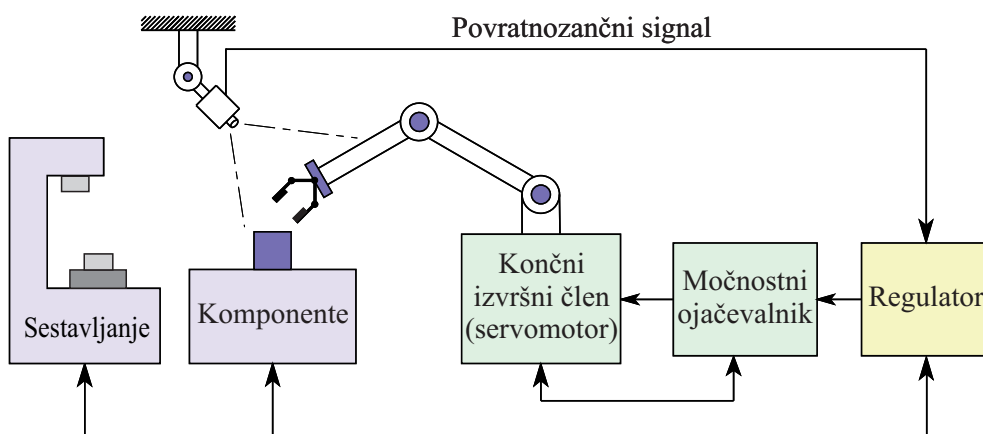 Povratnozančni signal
Sestavljanje
Komponente
Končni
izvršni člen
(servomotor)
Močnostni
ojačevalnik
Regulator